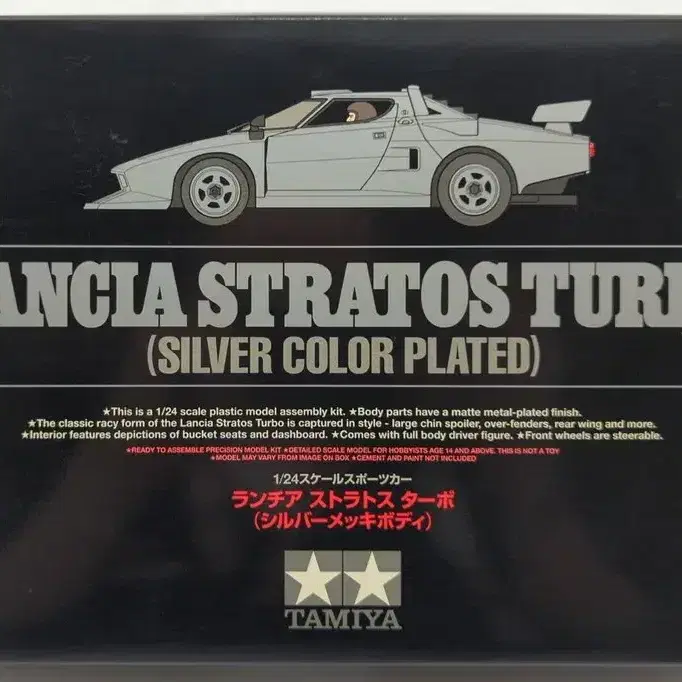 ANCIA STRATOS TUR
(SILVER COLOR PLATED)
★This is a 1/24 scale plastic model assembly kit. ★Body parts have a matte metal-plated finish.
★The classic racy form of the Lancia Stratos Turbo is captured in style - large chin spoiler, over-fenders, rear wing and more.
★Interior features depictions of bucket seats and dashboard. ★Comes with full body driver figure. ★Front wheels are steerable.
★READY TO ASSEMBLE PRECISION MODEL KIT ★DETAILED SCALE MODEL FOR HOBBYISTS AGE 14 AND ABOVE. THIS IS NOT A TOY
★MODEL MAY VARY FROM IMAGE ON BOX ★CEMENT AND PAINT NOT INCLUDED
1/24スケールスポーツカー
ランチア ストラトス ターボ
(シルバーメッキボディ)
TAMIYA